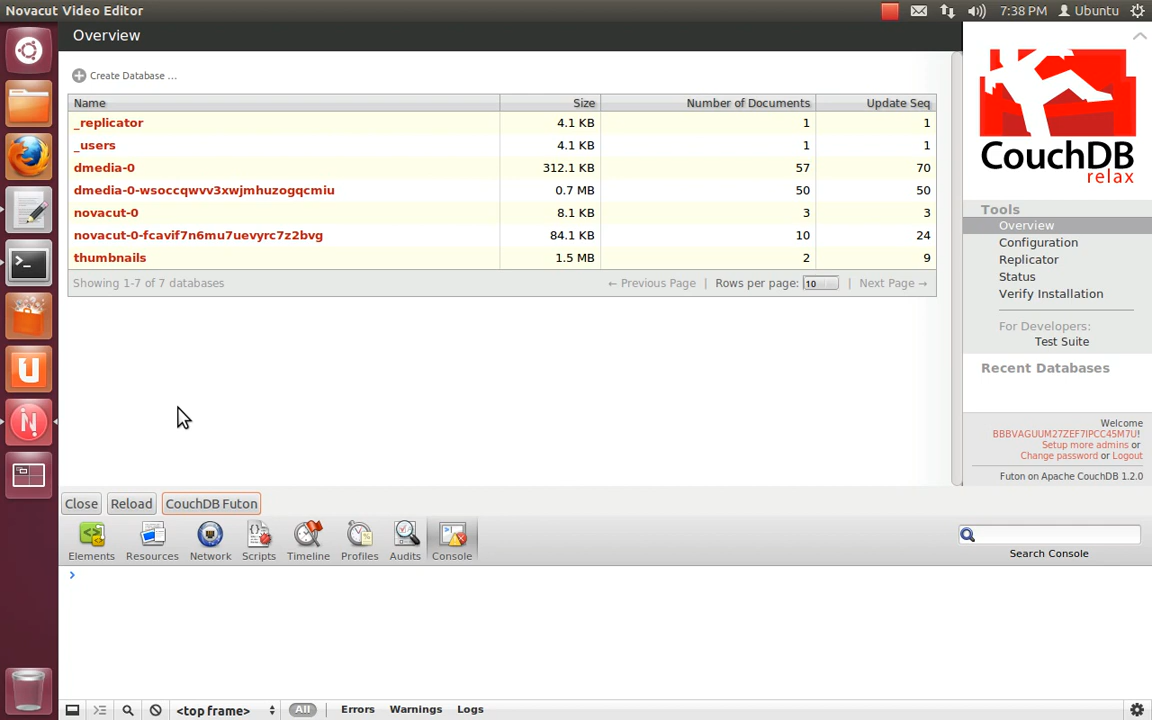 Novacut Video Editor
7:38 PM
Ubuntu
Overview
Create Database ...
Name Size Number of Documents Update Seq
_replicator 4.1 KB 1 1
_users 4.1 KB 1 1
dmedia-0 312.1 KB 57 70
dmedia-0-wsoccqwvv3xwjmhuzogqcmiu 0.7 MB 50 50
novacut-0 8.1 KB 3 3
novacut-0-fcavif7n6mu7uevyrc7z2bvg 84.1 KB 10 24
thumbnails 1.5 MB 2 9
Showing 1-7 of 7 databases
← Previous Page | Rows per page: 10 | Next Page →
CouchDB
relax
Tools
Overview
Configuration
Replicator
Status
Verify Installation
For Developers:
Test Suite
Recent Databases
Welcome
BBBVAGUUM27ZEF7IPCC45M7U!
Setup more admins or
Change password or Logout
Futon on Apache CouchDB 1.2.0
Close
Reload
CouchDB Futon
Elements
Resources
Network
Scripts
Timeline
Profiles
Audits
Console
Search Console
<top frame>
All
Errors
Warnings
Logs